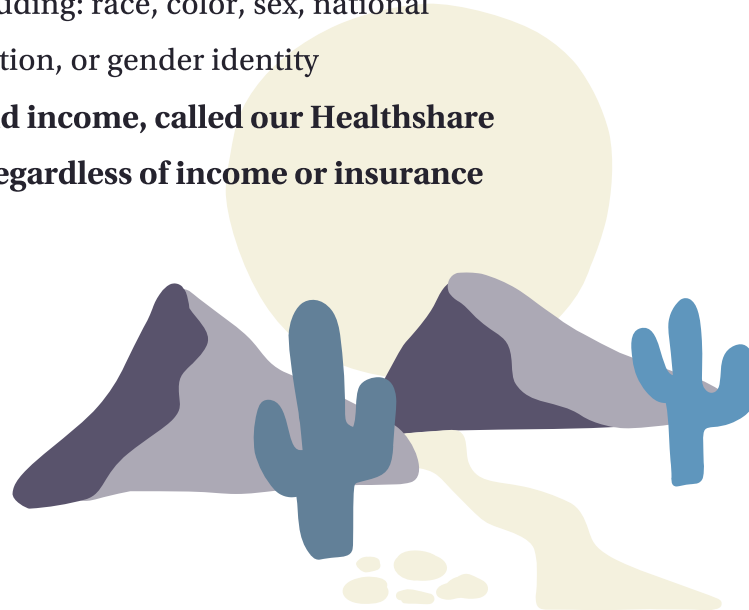 uding: race, color, sex, national
tion, or gender identity
d income, called our Healthshare
egardless of income or insurance